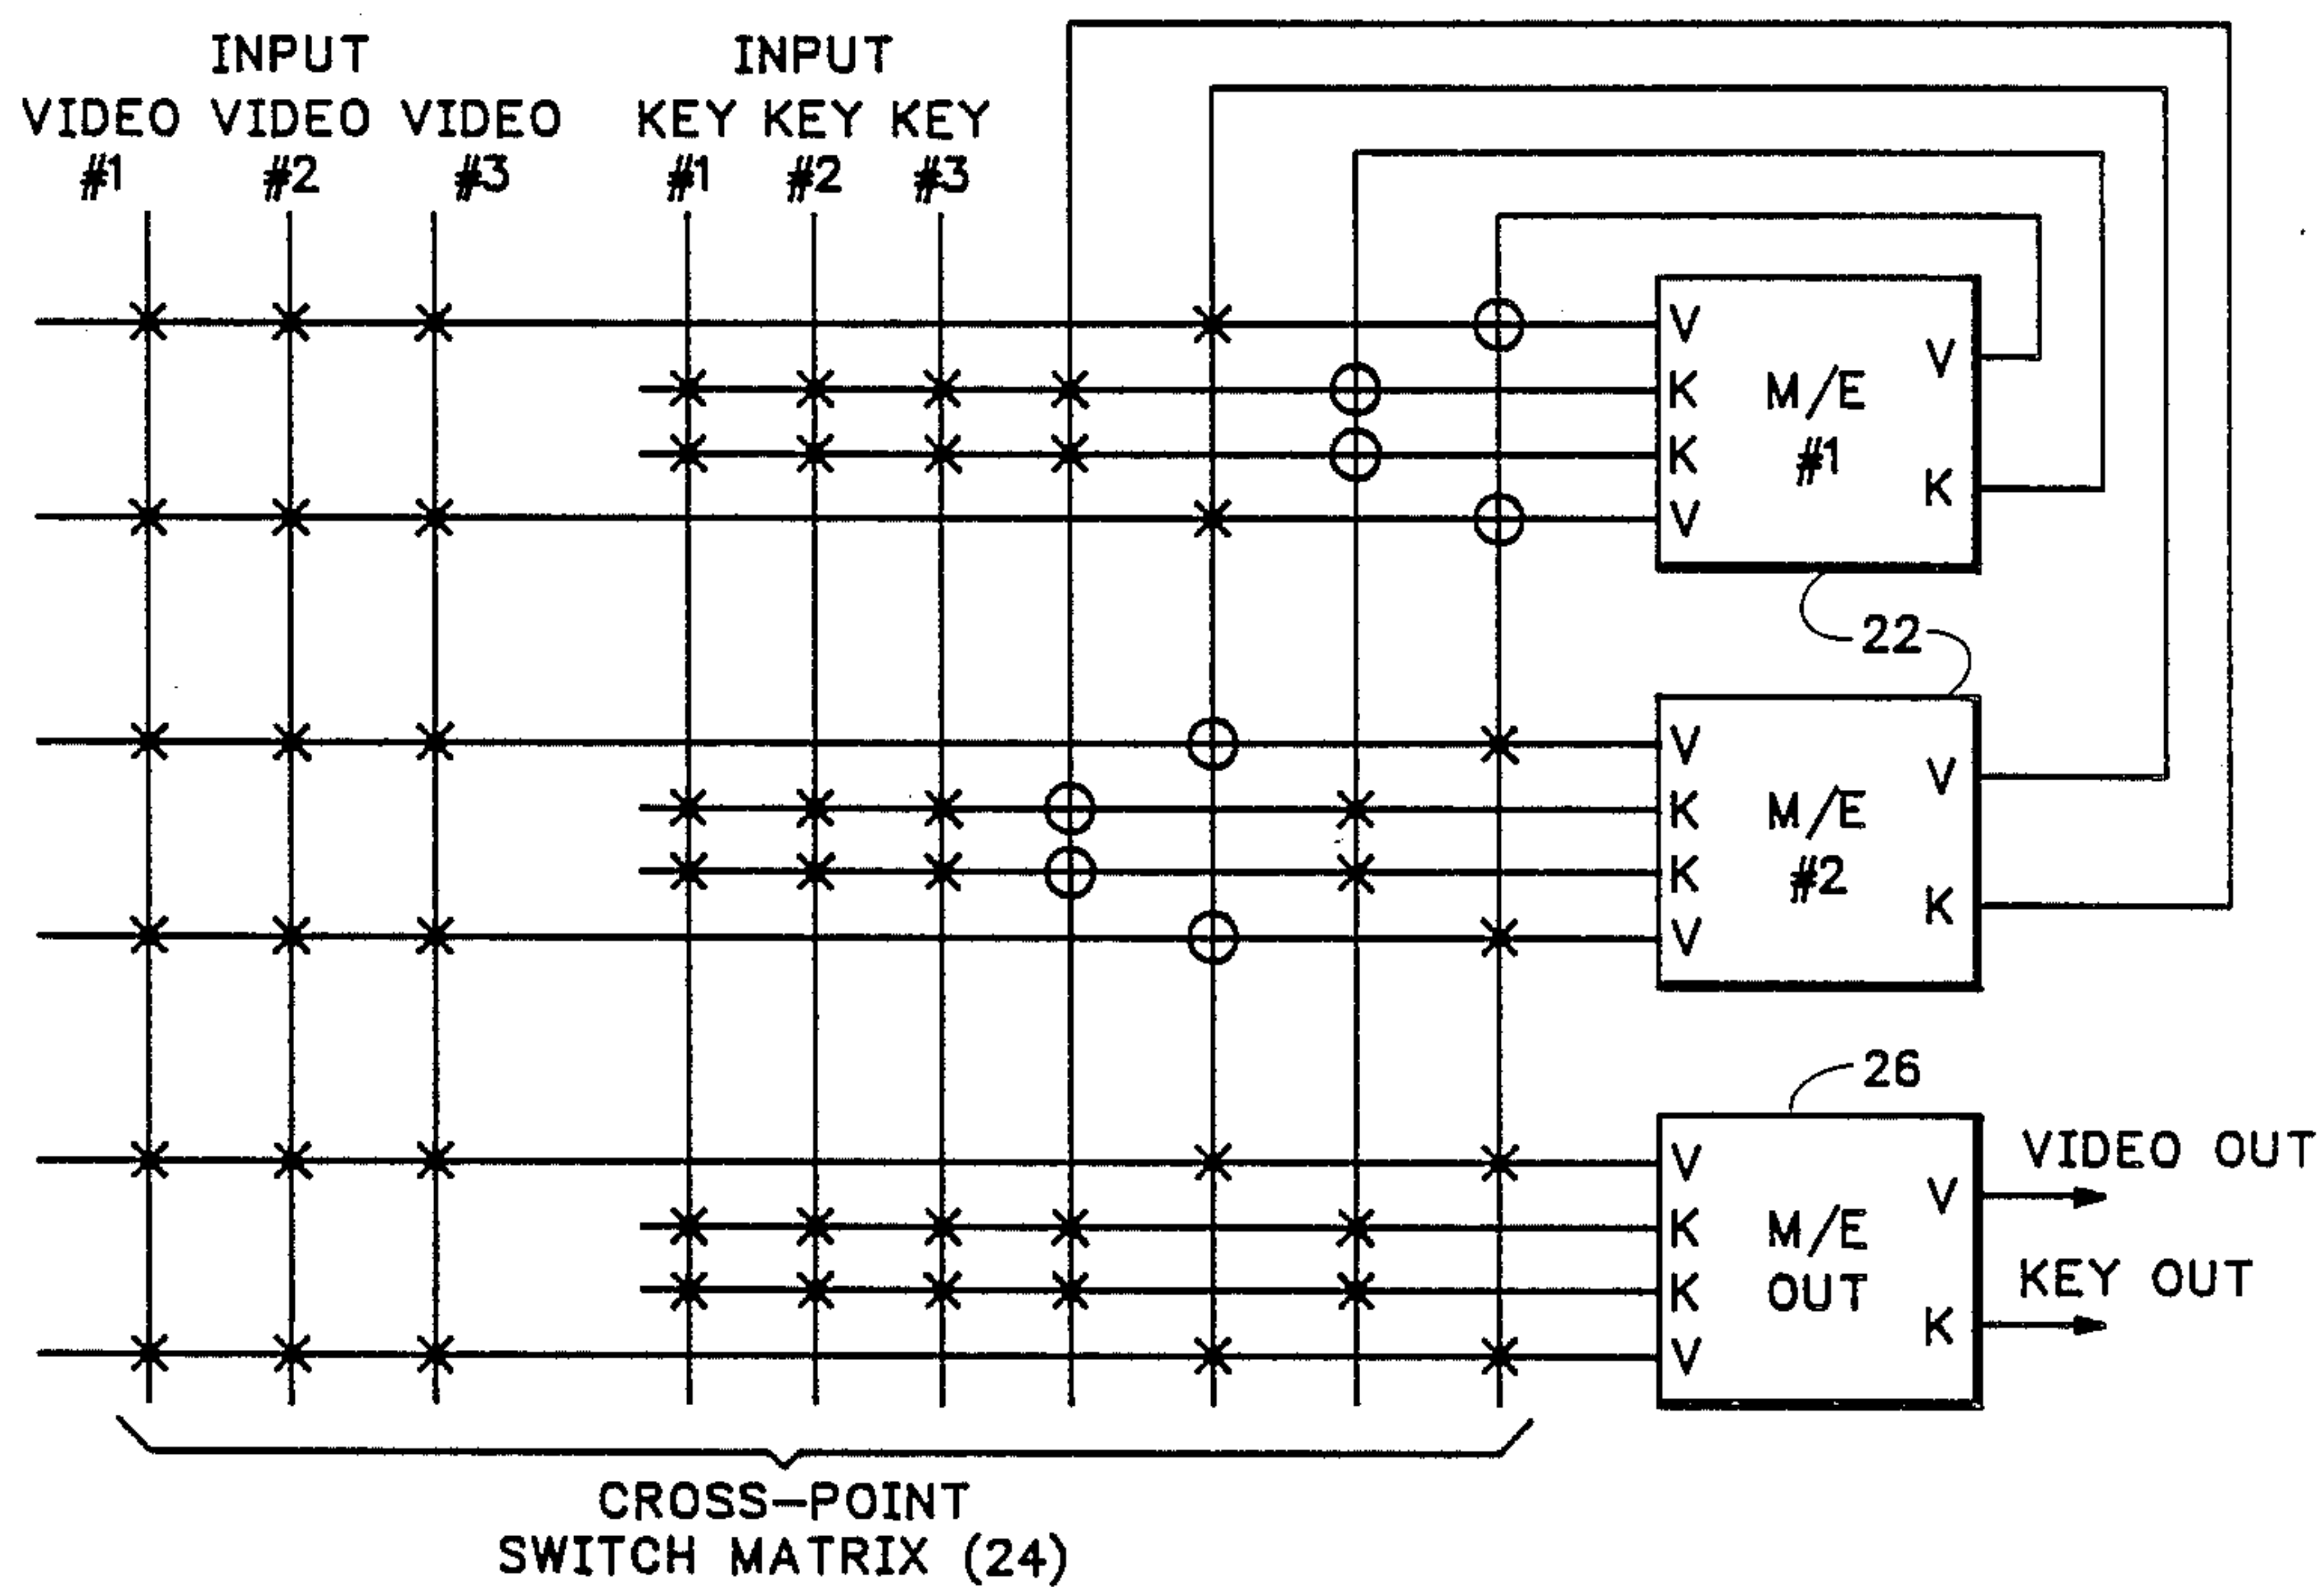 INPUT
VIDEO VIDEO VIDEO
#1 #2 #3
INPUT
KEY KEY KEY
#1 #2 #3
V
K
K
V
M/E
#1
V
K
22
V
K
K
V
M/E
#2
V
K
26
V
K
K
V
M/E
OUT
V
K
VIDEO OUT
KEY OUT
CROSS-POINT
SWITCH MATRIX (24)